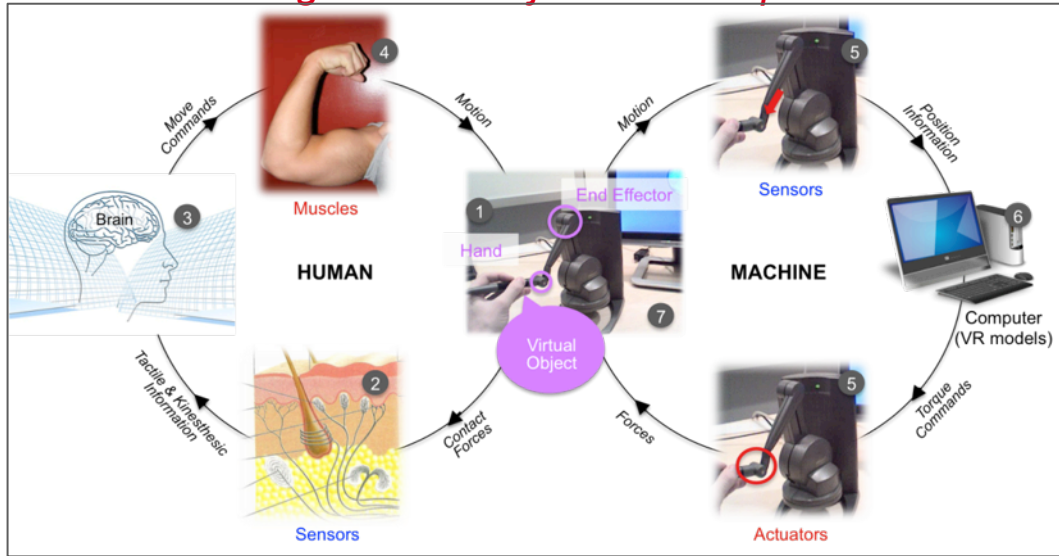 4
5
Move
Commands
Motion
Motion
Position
Information
Muscles
Sensors
Brain
3
1
End Effector
6
Hand
HUMAN
MACHINE
7
Computer
(VR models)
Virtual
Object
Tactile & Kinesthesic
Information
2
Contact
Forces
Forces
5
Torque
Commands
Sensors
Actuators